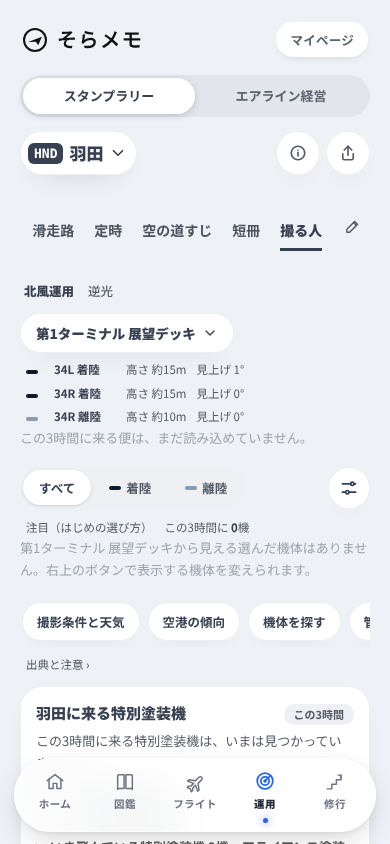 そらメモ
マイページ
スタンプラリー
エアライン経営
HND 羽田
滑走路 定時 空の道すじ 短冊 撮る人
北風運用 逆光
第1ターミナル 展望デッキ
34L 着陸 高さ 約15m 見上げ 1°
34R 着陸 高さ 約15m 見上げ 0°
34R 離陸 高さ 約10m 見上げ 0°
この3時間に来る便は、まだ読み込めていません。
すべて 着陸 離陸
注目（はじめの選び方） この3時間に 0機
第1ターミナル 展望デッキから見える選んだ機体はありませ
ん。右上のボタンで表示する機体を変えられます。
撮影条件と天気 空港の傾向 機体を探す
出典と注意 ›
羽田に来る特別塗装機 この3時間
この3時間に来る特別塗装機は、いまは見つかってい
ホーム 図鑑 フライト 運用 修行